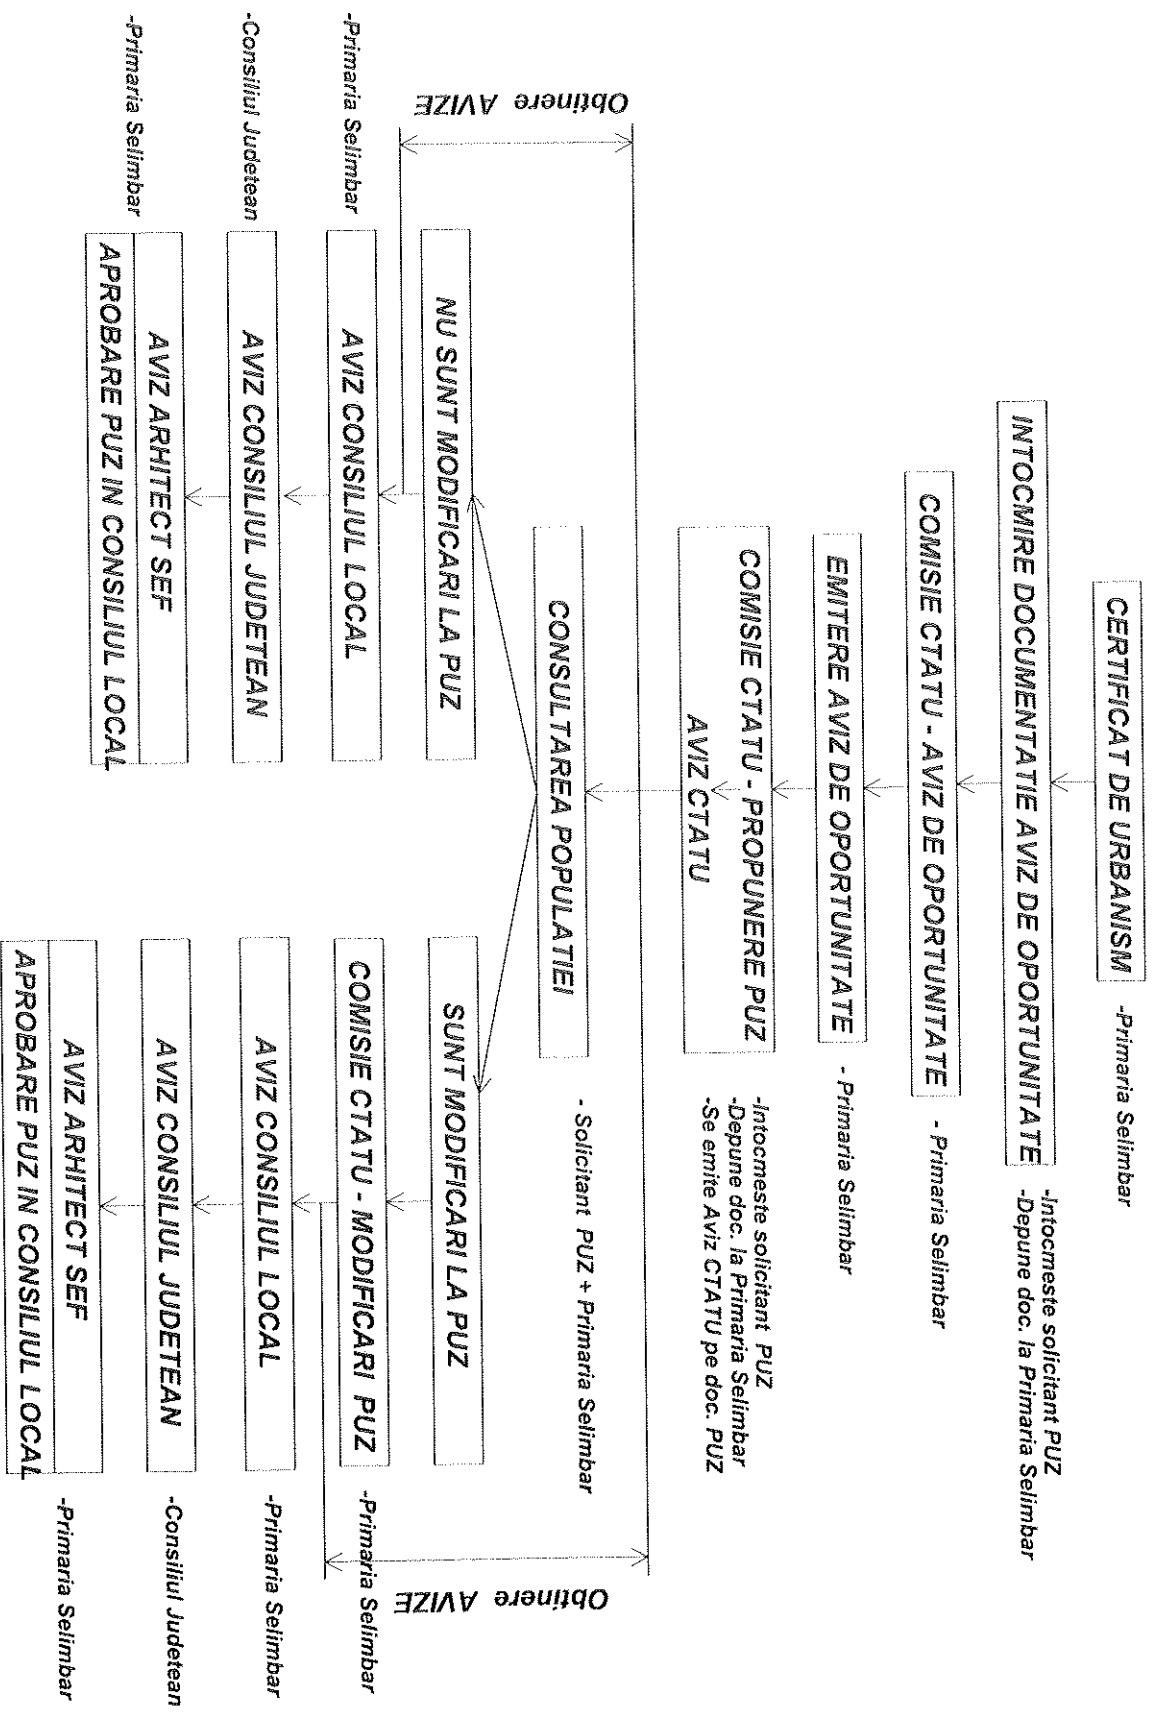 CERTIFICAT DE URBANISM
-Primaria Selimbar
INTOCMIRE DOCUMENTATIE AVIZ DE OPORTUNITATE
-Intocmeste solicitant PUZ
-Depune doc. la Primaria Selimbar
COMISIE CTATU - AVIZ DE OPORTUNITATE
- Primaria Selimbar
EMITERE AVIZ DE OPORTUNITATE
- Primaria Selimbar
COMISIE CTATU - PROPUNERE PUZ
AVIZ CTATU
-Intocmeste solicitant PUZ
-Depune doc. la Primaria Selimbar
-Se emite Aviz CTATU pe doc. PUZ
CONSULTAREA POPULATIEI
- Solicitant PUZ + Primaria Selimbar
Obtinere AVIZE
NU SUNT MODIFICARI LA PUZ
-Primaria Selimbar
AVIZ CONSILIUL LOCAL
-Consiliul Judetean
AVIZ CONSILIUL JUDETEAN
-Primaria Selimbar
AVIZ ARHITECT SEF
APROBARE PUZ IN CONSILIUL LOCAL
SUNT MODIFICARI LA PUZ
Obtinere AVIZE
COMISIE CTATU - MODIFICARI PUZ
-Primaria Selimbar
AVIZ CONSILIUL LOCAL
-Primaria Selimbar
AVIZ CONSILIUL JUDETEAN
-Consiliul Judetean
AVIZ ARHITECT SEF
APROBARE PUZ IN CONSILIUL LOCAL
-Primaria Selimbar